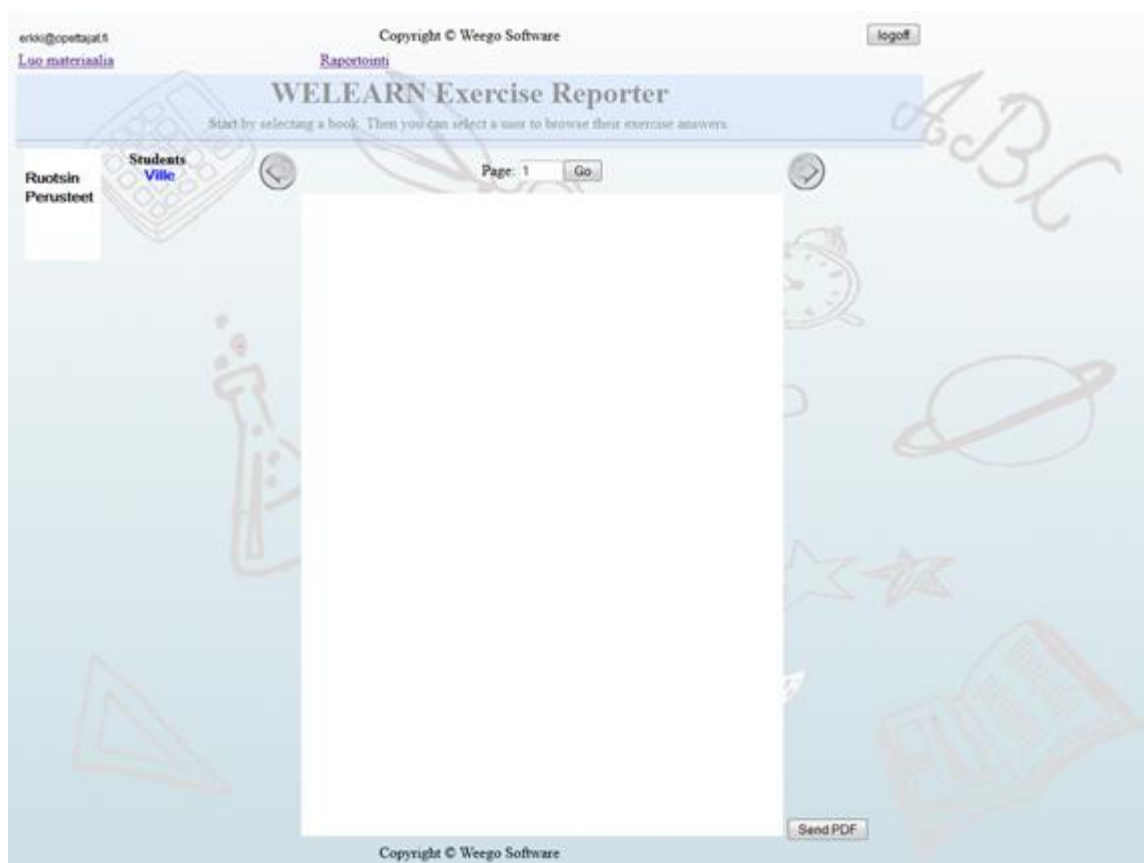 erkki@opettajat.fi
Copyright © Weego Software
logoff
Luo materiaalia
Raportointi
WELEARN Exercise Reporter
Start by selecting a book. Then you can select a user to browse their exercise answers.
Ruotsin
Perusteet
Students
Ville
Page: 1 Go
ABC
Send PDF
Copyright © Weego Software